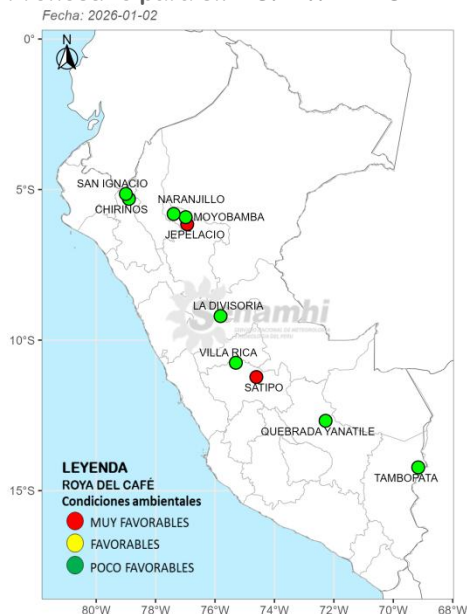 Fecha: 2026-01-02
N
0°
5°S
10°S
15°S
SAN IGNACIO
CHIRINOS
NARANJILLO
MOYOBAMBA
JEPELACIO
LA DIVISORIA
Senamhi
VILLA RICA
SATIPO
QUEBRADA YANATILE
TAMBOPATA
LEYENDA
ROYA DEL CAFÉ
Condiciones ambientales
MUY FAVORABLES
FAVORABLES
POCO FAVORABLES
80°W 78°W 76°W 74°W 72°W 70°W 68°W